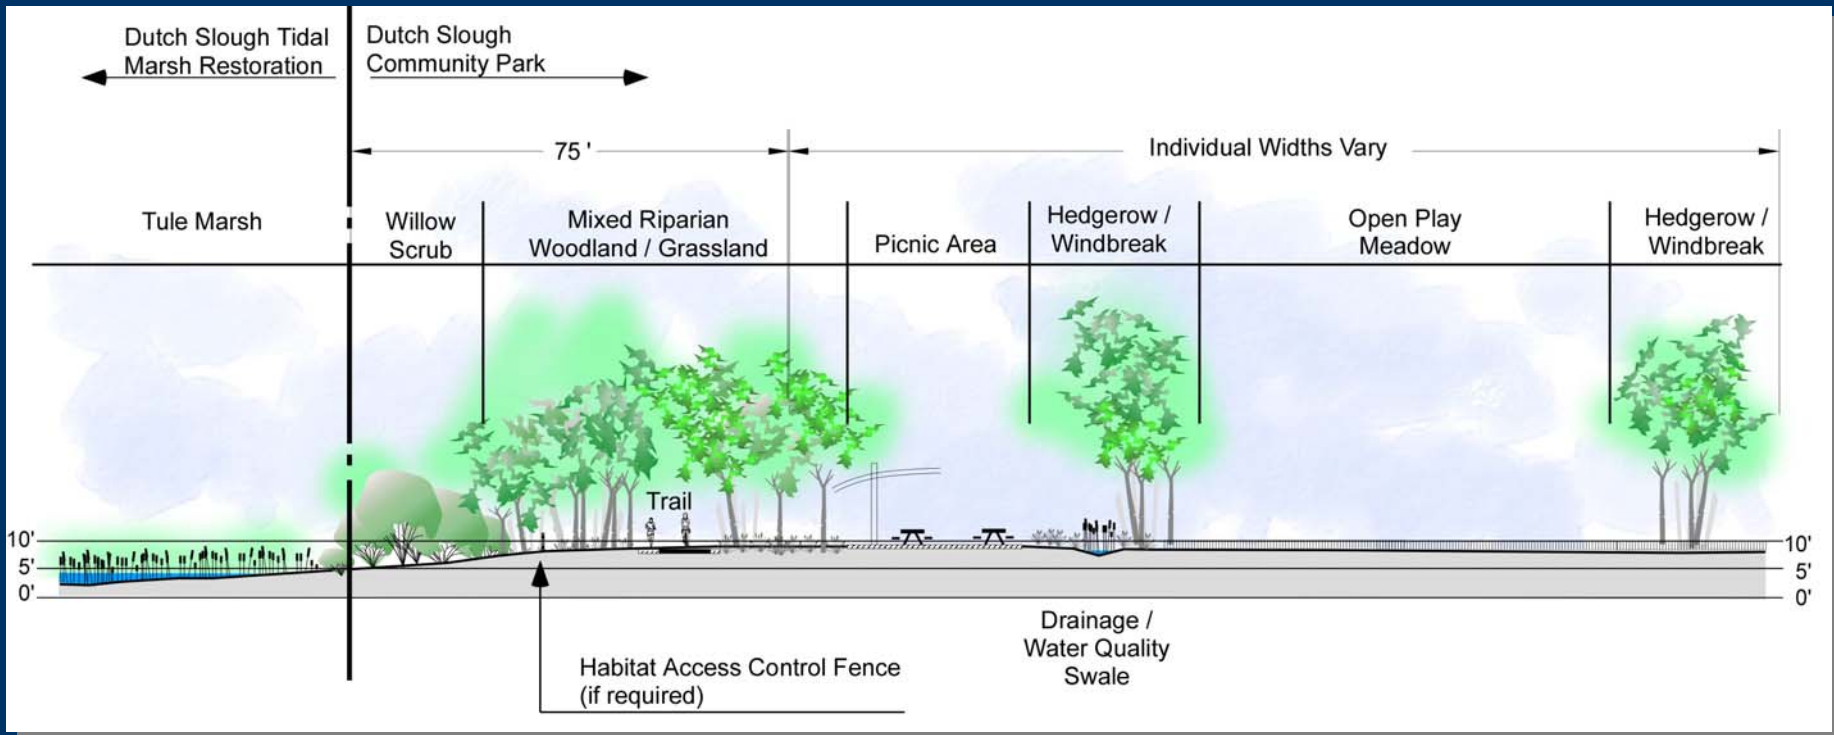 Dutch Slough Tidal
Marsh Restoration
Dutch Slough
Community Park
75 '
Individual Widths Vary
Tule Marsh
Willow
Scrub
Mixed Riparian
Woodland / Grassland
Picnic Area
Hedgerow /
Windbreak
Open Play
Meadow
Hedgerow /
Windbreak
Trail
10'
5'
0'
10'
5'
0'
Drainage /
Water Quality
Swale
Habitat Access Control Fence
(if required)